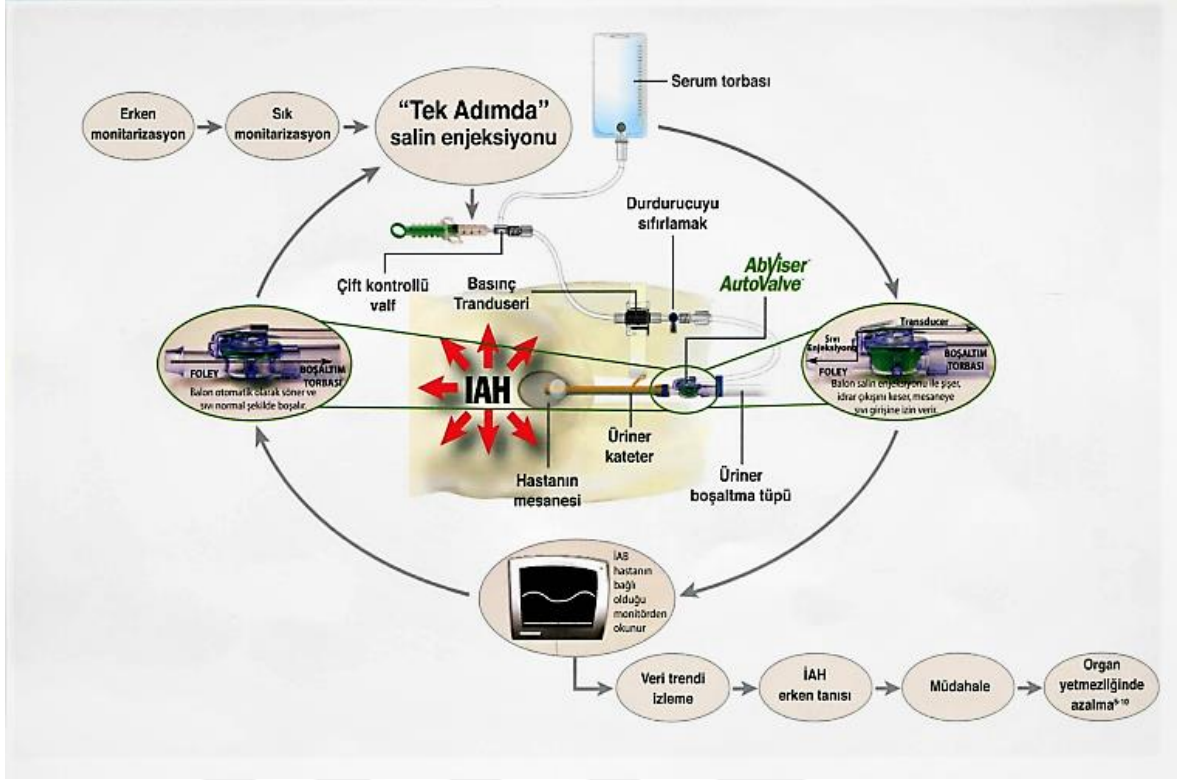 Erken
monitarizasyon
Sık
monitarizasyon
“Tek Adımda”
salin enjeksiyonu
Serum torbası
Durdurucuyu
sıfırlamak
AbViser
AutoValve
Çift kontrollü
valf
Basınç
Tranduseri
FOLEY
BOŞALTIM
TORBASI
Balon otomatik olarak söner ve
sıvı normal şekilde boşalır.
IAH
Transducer
Sıvı
Enjeksiyonu
FOLEY
BOŞALTIM
TORBASI
Balon salin enjeksiyonu ile şişer,
idrar çıkışını keser, mesaneye
sıvı girişine izin verir.
Üriner
kateter
Hastanın
mesanesi
Üriner
boşaltma tüpü
İAB
hastanın
bağlı
olduğu
monitörden
okunur
Veri trendi
izleme
İAH
erken tanısı
Müdahale
Organ
yetmezliğinde
azalma⁹⁻¹⁰